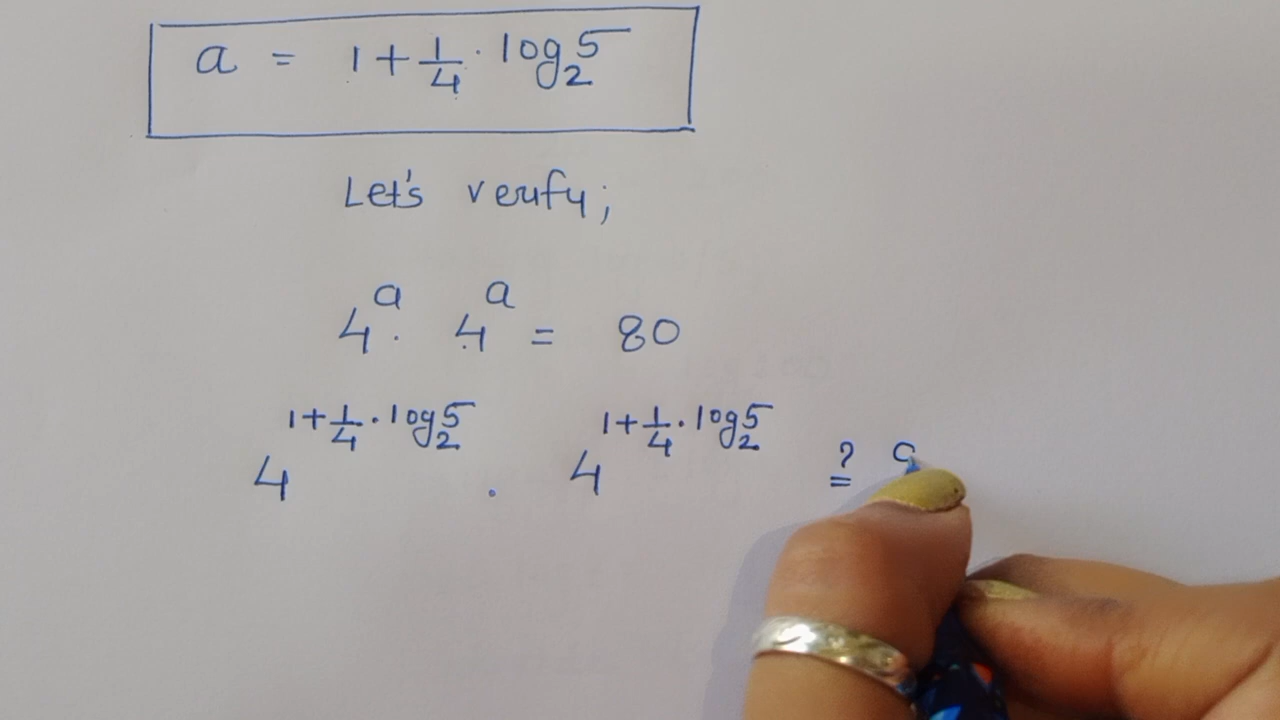 a = 1 + 1/4 · log₂5
Let's verify;
4^a · 4^a = 80
4^(1 + 1/4 · log₂5) · 4^(1 + 1/4 · log₂5) ≟